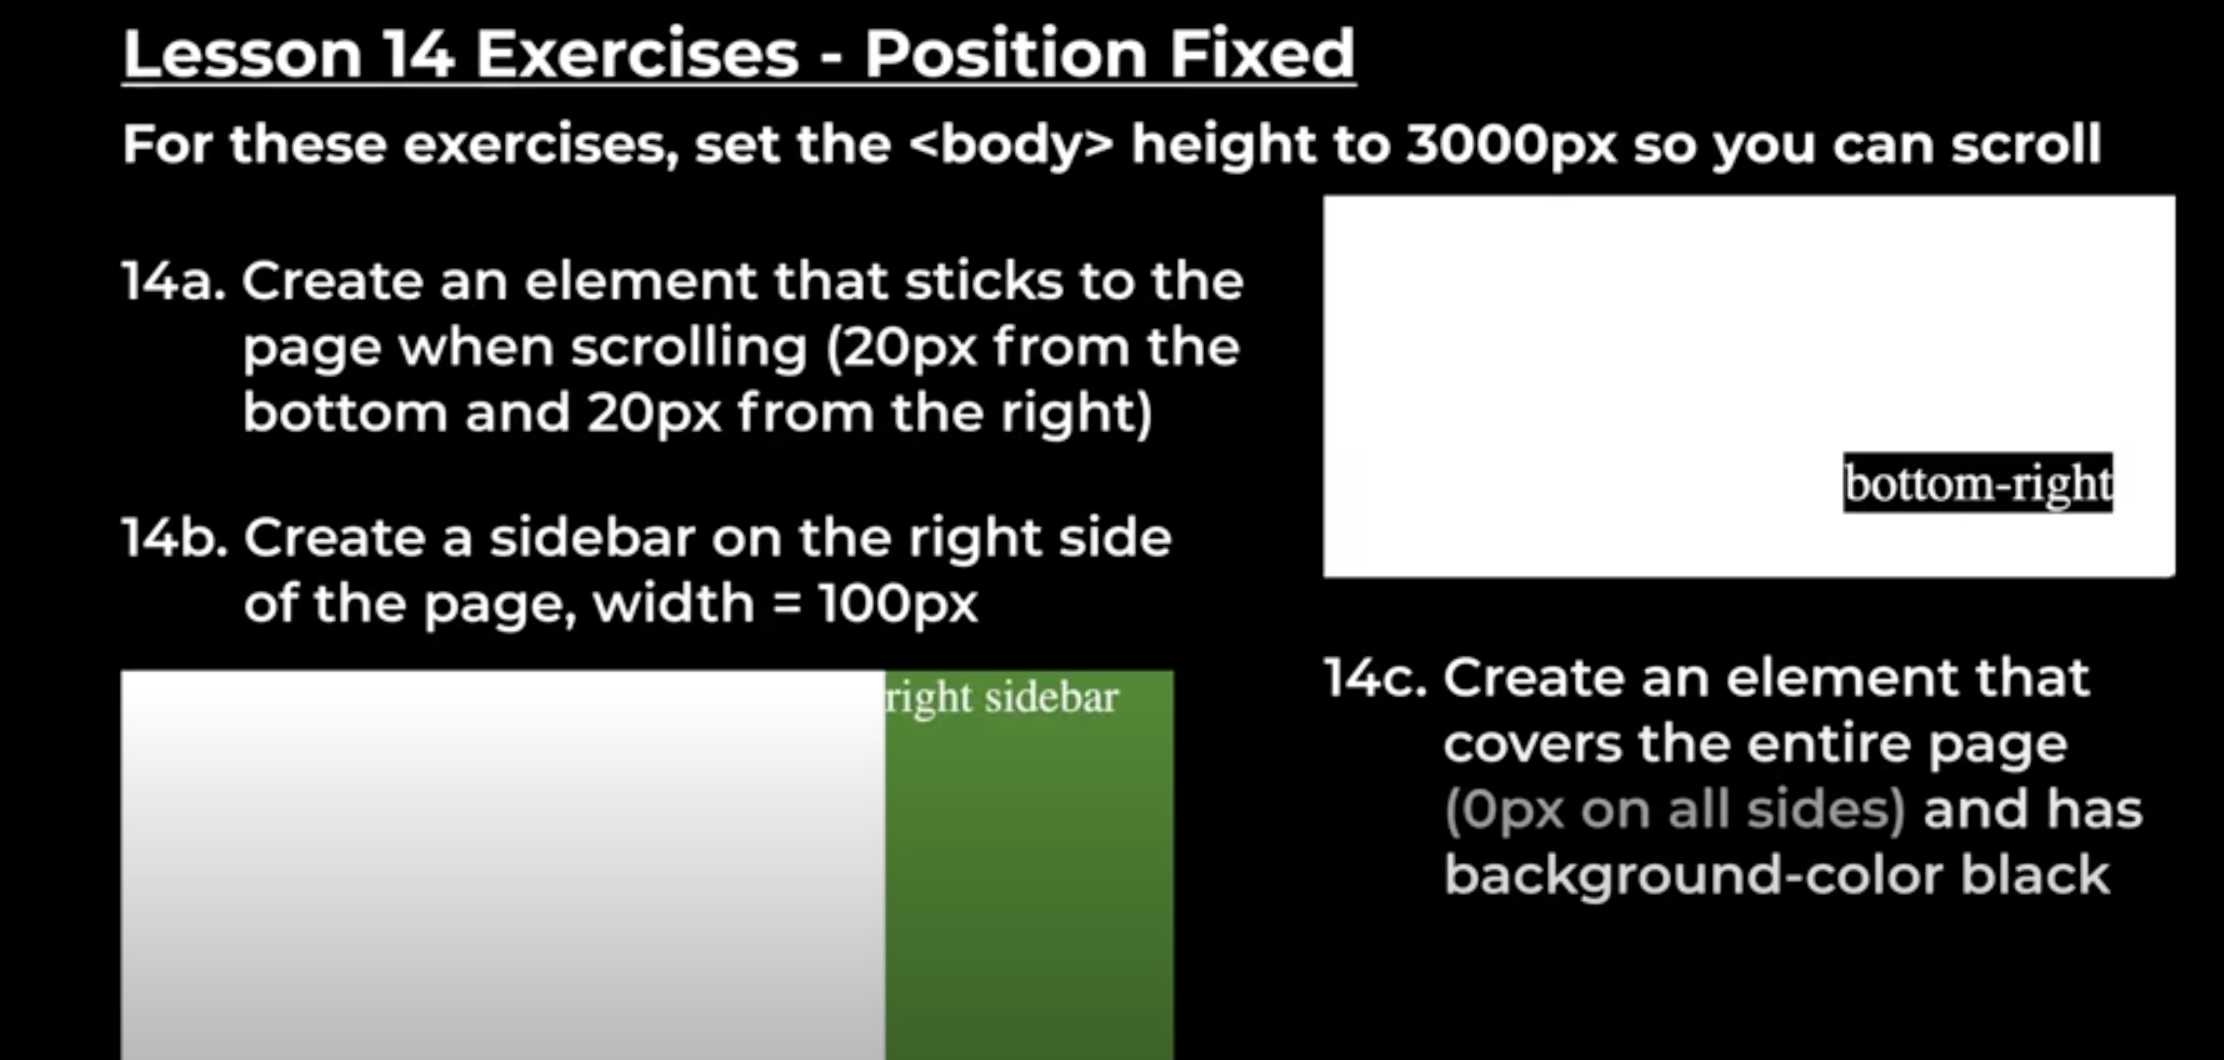 Lesson 14 Exercises - Position Fixed
For these exercises, set the <body> height to 3000px so you can scroll
14a. Create an element that sticks to the
page when scrolling (20px from the
bottom and 20px from the right)
bottom-right
14b. Create a sidebar on the right side
of the page, width = 100px
right sidebar
14c. Create an element that
covers the entire page
(0px on all sides) and has
background-color black